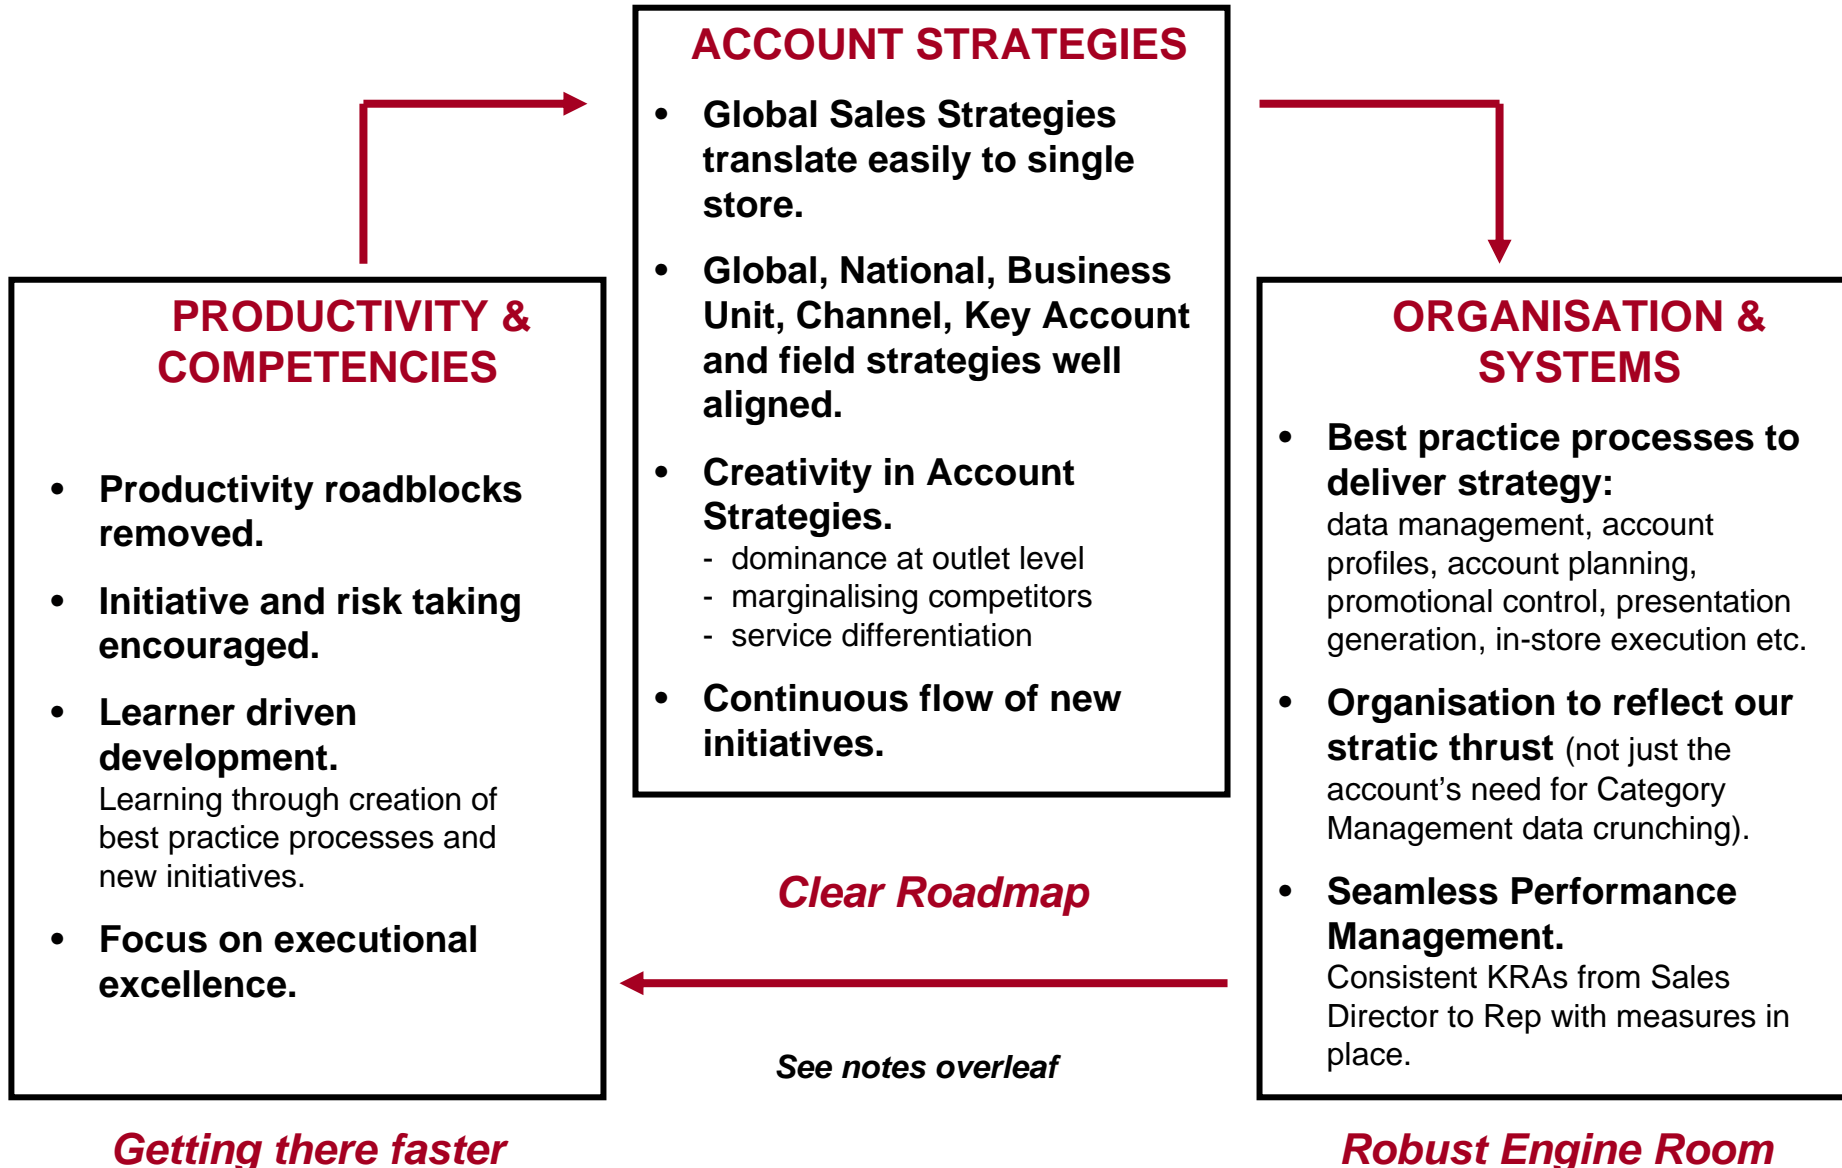 ACCOUNT STRATEGIES
• Global Sales Strategies
translate easily to single
store.
• Global, National, Business
Unit, Channel, Key Account
and field strategies well
aligned.
• Creativity in Account
Strategies.
- dominance at outlet level
- marginalising competitors
- service differentiation
• Continuous flow of new
initiatives.
PRODUCTIVITY &
COMPETENCIES
• Productivity roadblocks
removed.
• Initiative and risk taking
encouraged.
• Learner driven
development.
Learning through creation of
best practice processes and
new initiatives.
• Focus on executional
excellence.
ORGANISATION &
SYSTEMS
• Best practice processes to
deliver strategy:
data management, account
profiles, account planning,
promotional control, presentation
generation, in-store execution etc.
• Organisation to reflect our
stratic thrust (not just the
account’s need for Category
Management data crunching).
• Seamless Performance
Management.
Consistent KRAs from Sales
Director to Rep with measures in
place.
Clear Roadmap
See notes overleaf
Getting there faster
Robust Engine Room